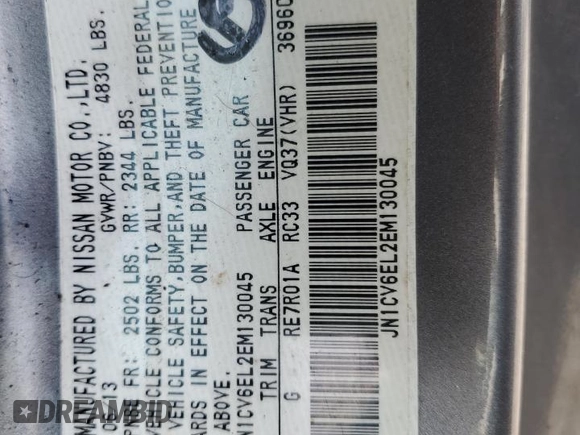 MANUFACTURED BY NISSAN MOTOR CO.,LTD.
GVWR/PNBV: 4830 LBS.
FR: 2502 LBS. RR: 2344 LBS.
VEHICLE CONFORMS TO ALL APPLICABLE FEDERAL
VEHICLE SAFETY,BUMPER,AND THEFT PREVENTION
ARDS IN EFFECT ON THE DATE OF MANUFACTURE
ABOVE.
N1CV6EL2EM130045 PASSENGER CAR
TRIM TRANS AXLE ENGINE
G RE7R01A RC33 VQ37(VHR) 3696C
JN1CV6EL2EM130045
DREAMBID